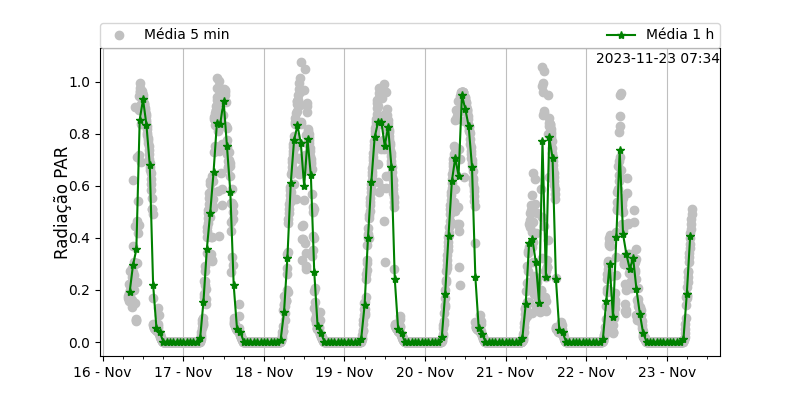 Média 5 min
Média 1 h
2023-11-23 07:34
Radiação PAR
1.0
0.8
0.6
0.4
0.2
0.0
16 - Nov
17 - Nov
18 - Nov
19 - Nov
20 - Nov
21 - Nov
22 - Nov
23 - Nov